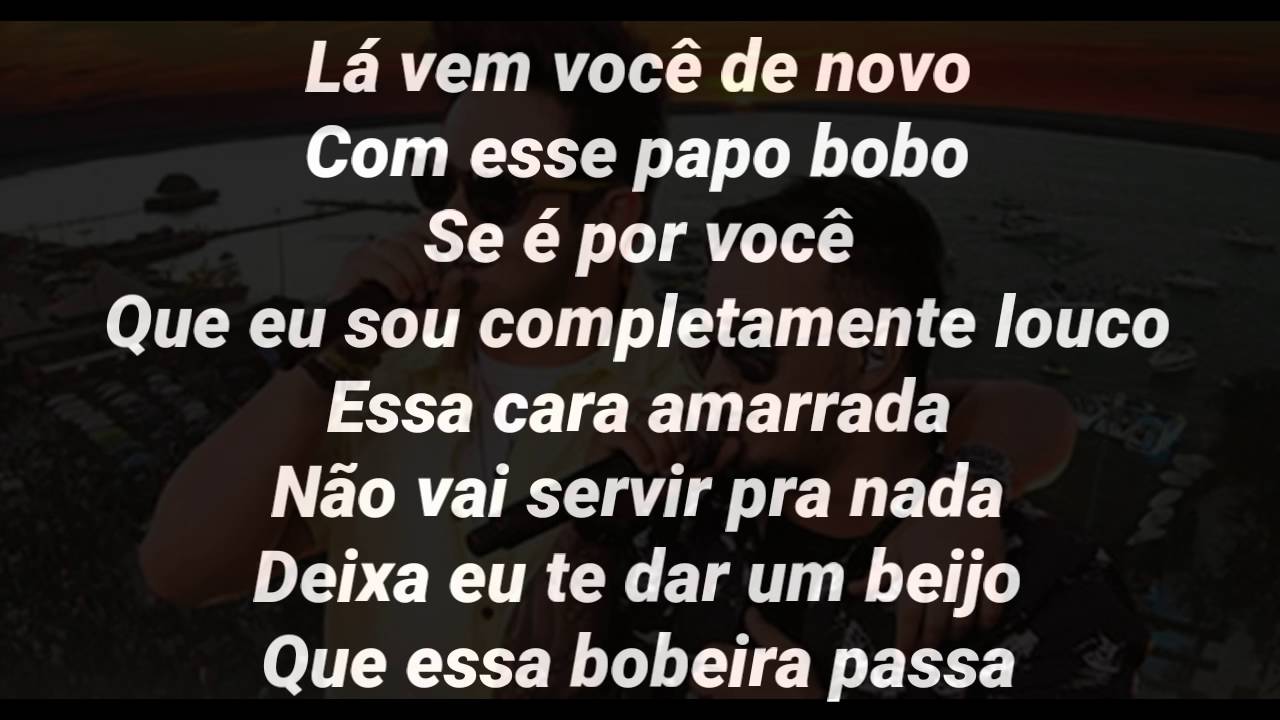 Lá vem você de novo
Com esse papo bobo
Se é por você
Que eu sou completamente louco
Essa cara amarrada
Não vai servir pra nada
Deixa eu te dar um beijo
Que essa bobeira passa